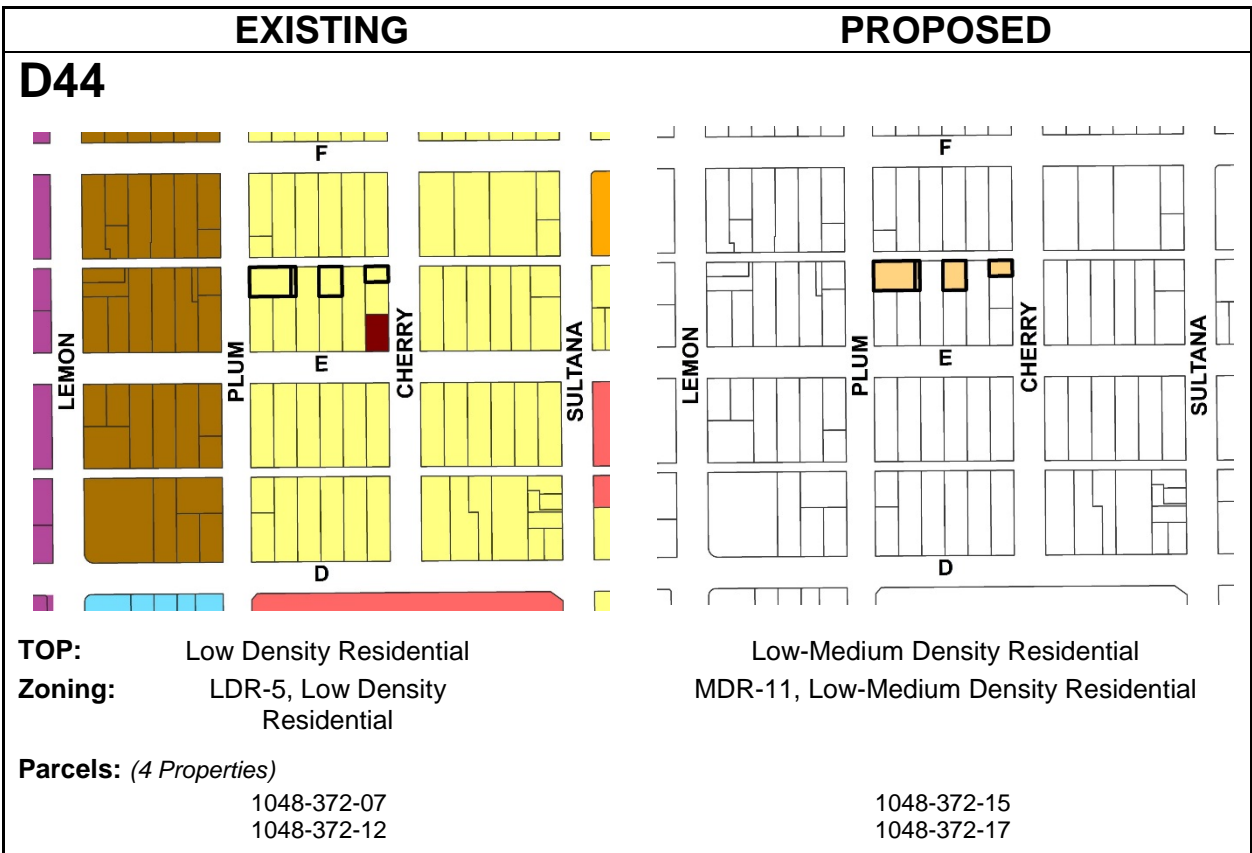 EXISTING PROPOSED
D44
F
LEMON
PLUM
E
CHERRY
SULTANA
D
F
LEMON
PLUM
E
CHERRY
SULTANA
D
TOP: Low Density Residential Low-Medium Density Residential
Zoning: LDR-5, Low Density MDR-11, Low-Medium Density Residential
Residential
Parcels: (4 Properties)
1048-372-07 1048-372-15
1048-372-12 1048-372-17